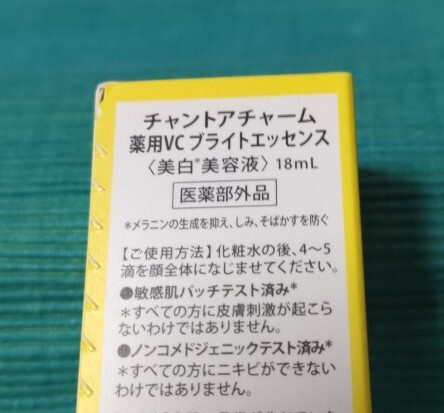 チャントアチャーム
薬用VC ブライトエッセンス
〈美白*美容液〉 18mL
医薬部外品
*メラニンの生成を抑え、しみ、そばかすを防ぐ
【ご使用方法】化粧水の後、4〜5
滴を顔全体になじませてください。
●敏感肌パッチテスト済み*
*すべての方に皮膚刺激が起こら
ないわけではありません。
●ノンコメドジェニックテスト済み*
*すべての方にニキビができない
わけではありません。